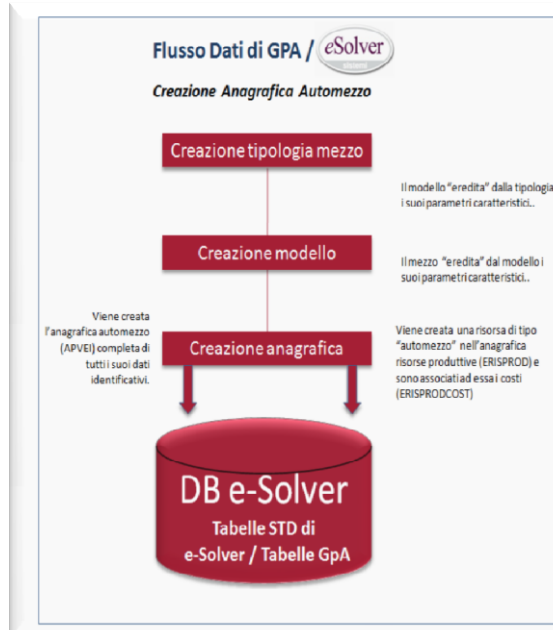 Flusso Dati di GPA / eSolver
Creazione Anagrafica Automezzo
Creazione tipologia mezzo
Il modello "eredita" dalla tipologia
i suoi parametri caratteristici..
Creazione modello
Il mezzo "eredita" dal modello i
suoi parametri caratteristici..
Viene creata
l'anagrafica automezzo
(APVEI) completa di
tutti i suoi dati
identificativi.
Creazione anagrafica
Viene creata una risorsa di tipo
"automezzo" nell'anagrafica
risorse produttive (ERISPROD) e
sono associati ad essa i costi
(ERISPRODCOST)
DB e-Solver
Tabelle STD di
e-Solver / Tabelle GpA